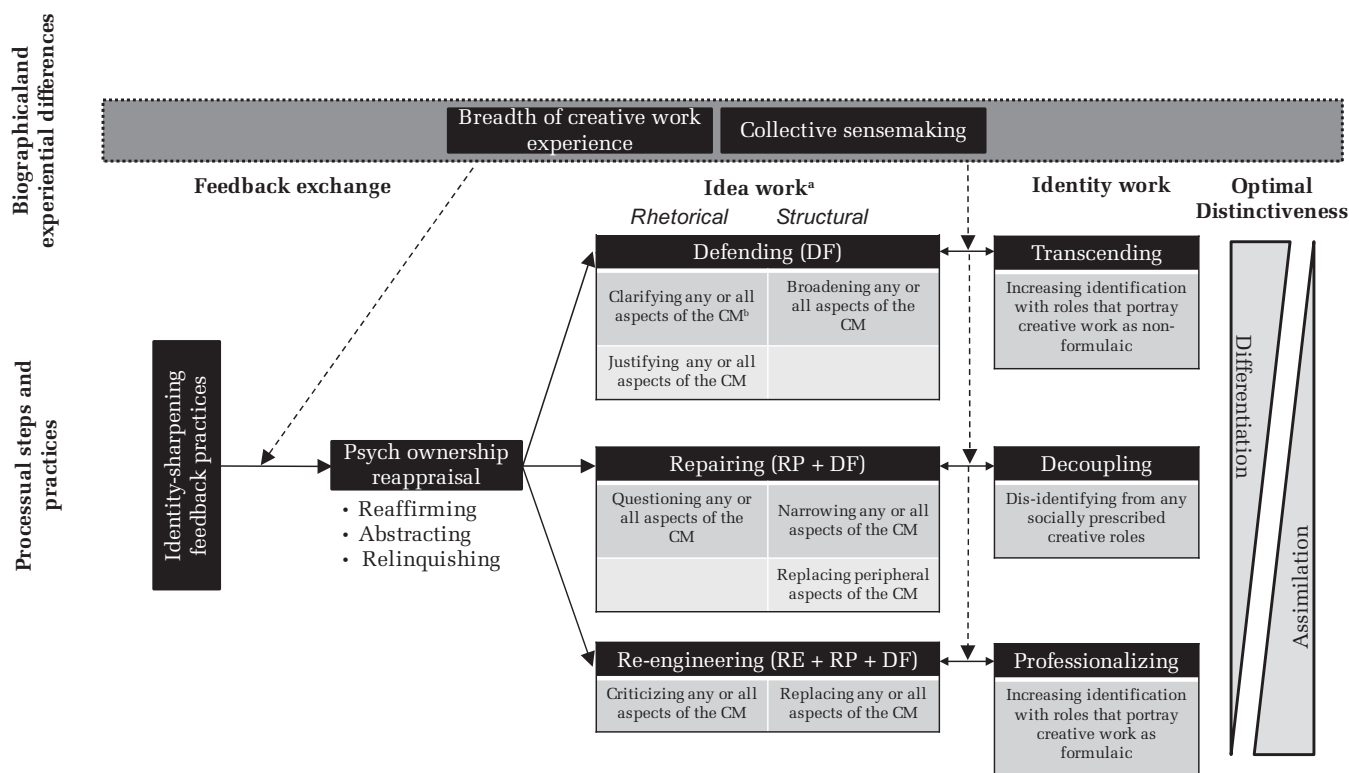 Biographicaland
experiential differences
Breadth of creative work
experience
Collective sensemaking
Feedback exchange
Idea workᵃ
Identity work
Optimal
Distinctiveness
Rhetorical
Structural
Processual steps and
practices
Identity-sharpening
feedback practices
Psych ownership
reappraisal
• Reaffirming
• Abstracting
• Relinquishing
Defending (DF)
Clarifying any or all
aspects of the CMᵇ
Broadening any or
all aspects of the
CM
Justifying any or all
aspects of the CM
Transcending
Increasing identification
with roles that portray
creative work as non-
formulaic
Repairing (RP + DF)
Questioning any or
all aspects of the
CM
Narrowing any or all
aspects of the CM
Replacing peripheral
aspects of the CM
Decoupling
Dis-identifying from any
socially prescribed
creative roles
Re-engineering (RE + RP + DF)
Criticizing any or all
aspects of the CM
Replacing any or all
aspects of the CM
Professionalizing
Increasing identification
with roles that portray
creative work as
formulaic
Differentiation
Assimilation